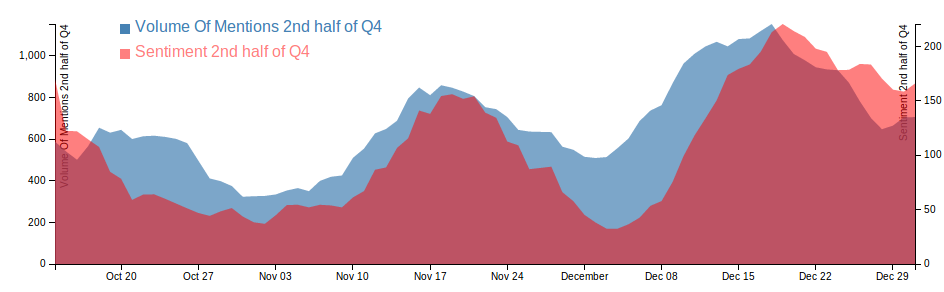 Volume Of Mentions 2nd half of Q4
Sentiment 2nd half of Q4
1,000
800
600
400
200
0
Volume Of Mentions 2nd half of Q4
200
150
100
50
0
Sentiment 2nd half of Q4
Oct 20 Oct 27 Nov 03 Nov 10 Nov 17 Nov 24 December Dec 08 Dec 15 Dec 22 Dec 29